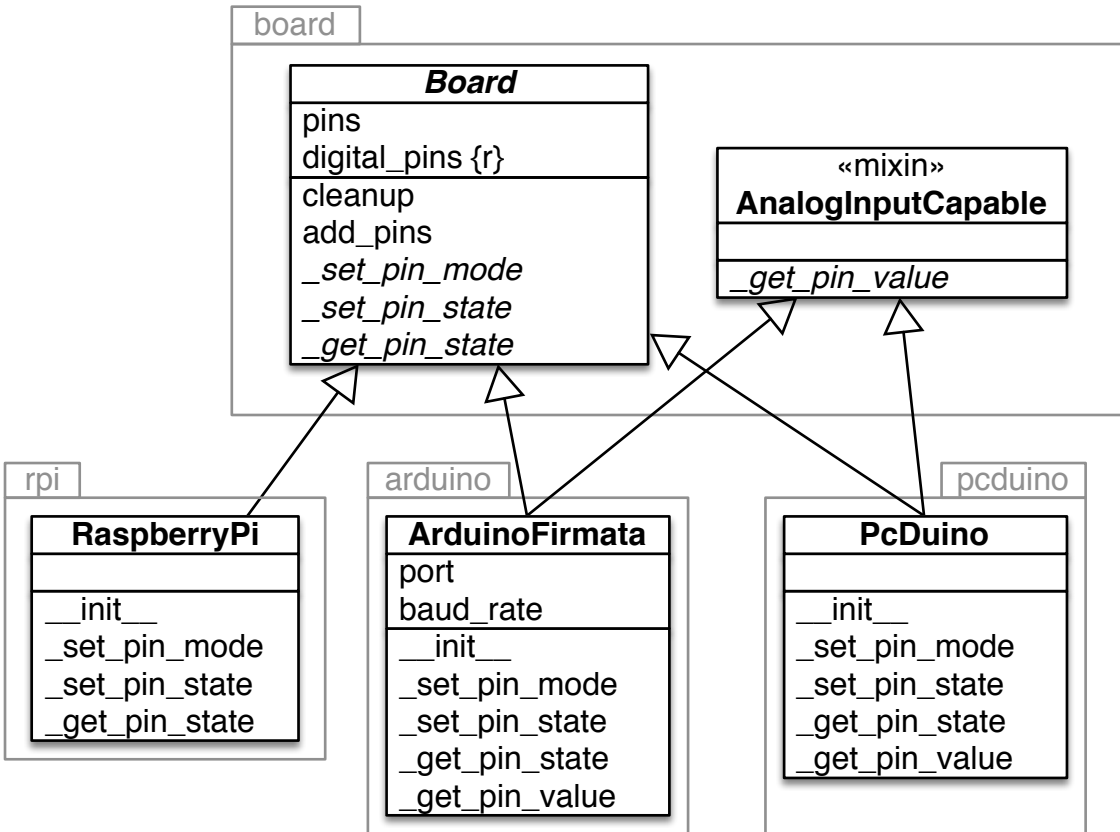 board
Board
pins
digital_pins {r}
cleanup
add_pins
_set_pin_mode
_set_pin_state
_get_pin_state
«mixin»
AnalogInputCapable
_get_pin_value
rpi
RaspberryPi
__init__
_set_pin_mode
_set_pin_state
_get_pin_state
arduino
ArduinoFirmata
port
baud_rate
__init__
_set_pin_mode
_set_pin_state
_get_pin_state
_get_pin_value
pcduino
PcDuino
__init__
_set_pin_mode
_set_pin_state
_get_pin_state
_get_pin_value